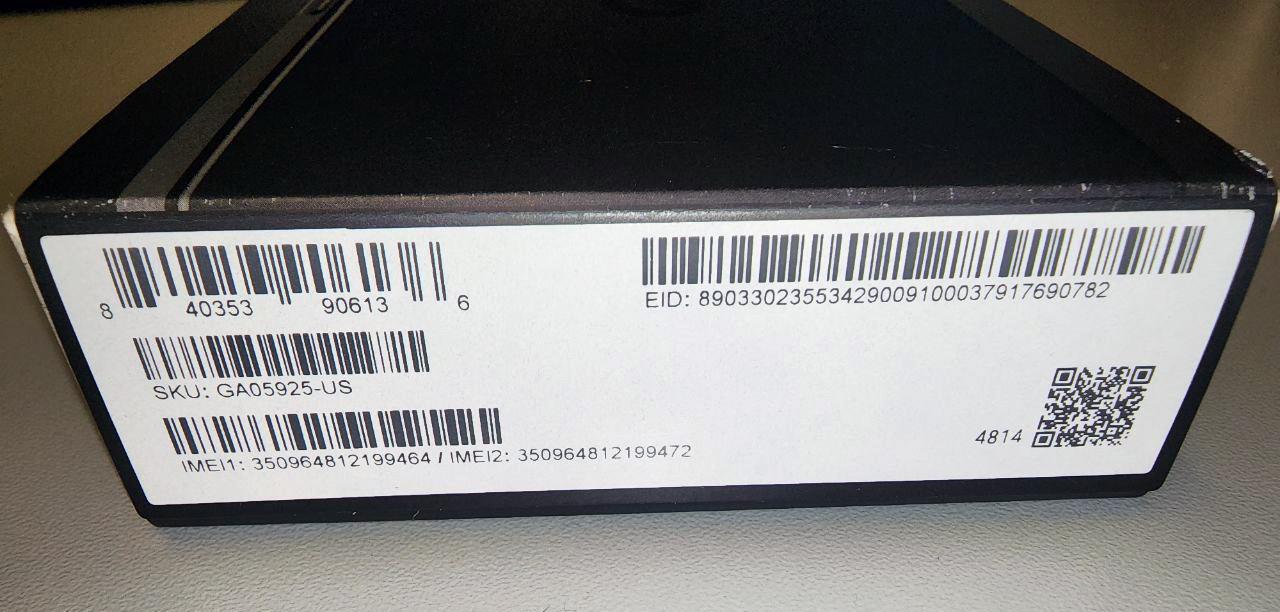 8 40353 90613 6
EID: 89033023553429009100037917690782
SKU: GA05925-US
IMEI1: 350964812199464 / IMEI2: 350964812199472
4814